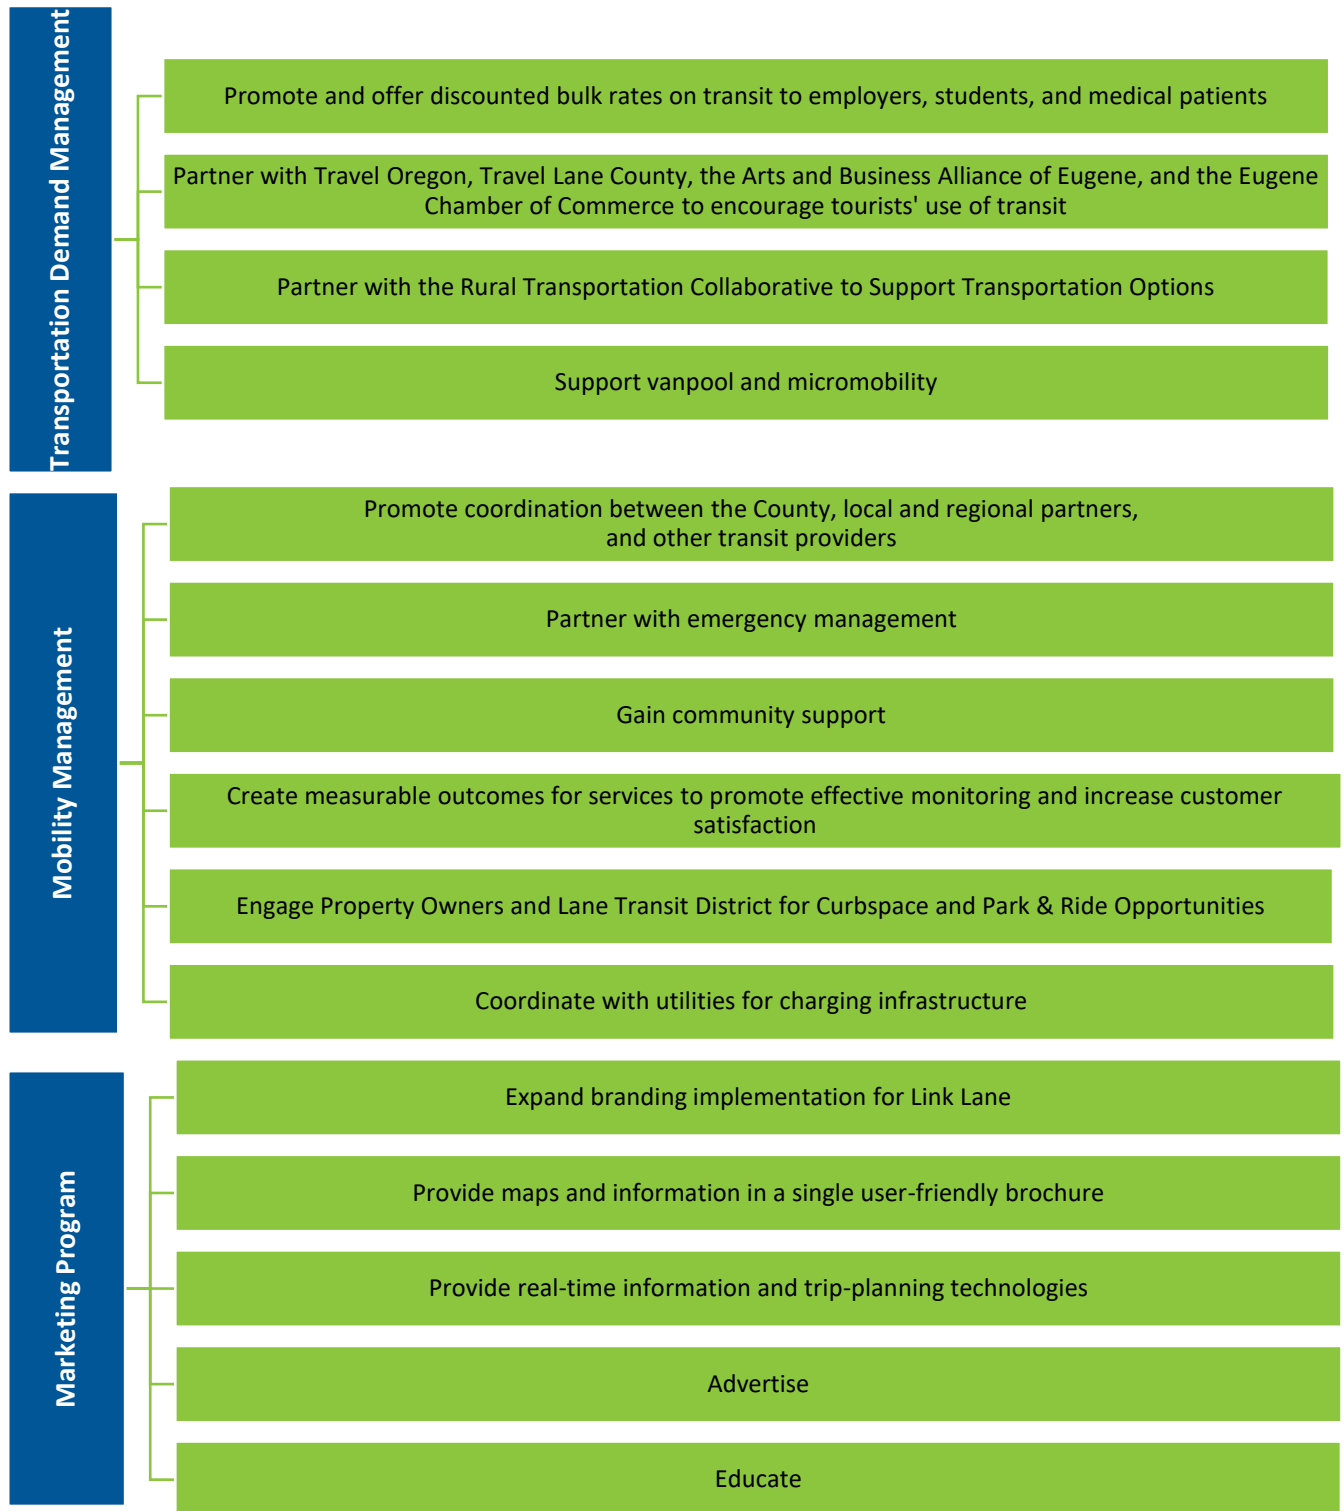 Transportation Demand Management
Promote and offer discounted bulk rates on transit to employers, students, and medical patients
Partner with Travel Oregon, Travel Lane County, the Arts and Business Alliance of Eugene, and the Eugene
Chamber of Commerce to encourage tourists' use of transit
Partner with the Rural Transportation Collaborative to Support Transportation Options
Support vanpool and micromobility
Mobility Management
Promote coordination between the County, local and regional partners,
and other transit providers
Partner with emergency management
Gain community support
Create measurable outcomes for services to promote effective monitoring and increase customer
satisfaction
Engage Property Owners and Lane Transit District for Curbspace and Park & Ride Opportunities
Coordinate with utilities for charging infrastructure
Marketing Program
Expand branding implementation for Link Lane
Provide maps and information in a single user-friendly brochure
Provide real-time information and trip-planning technologies
Advertise
Educate